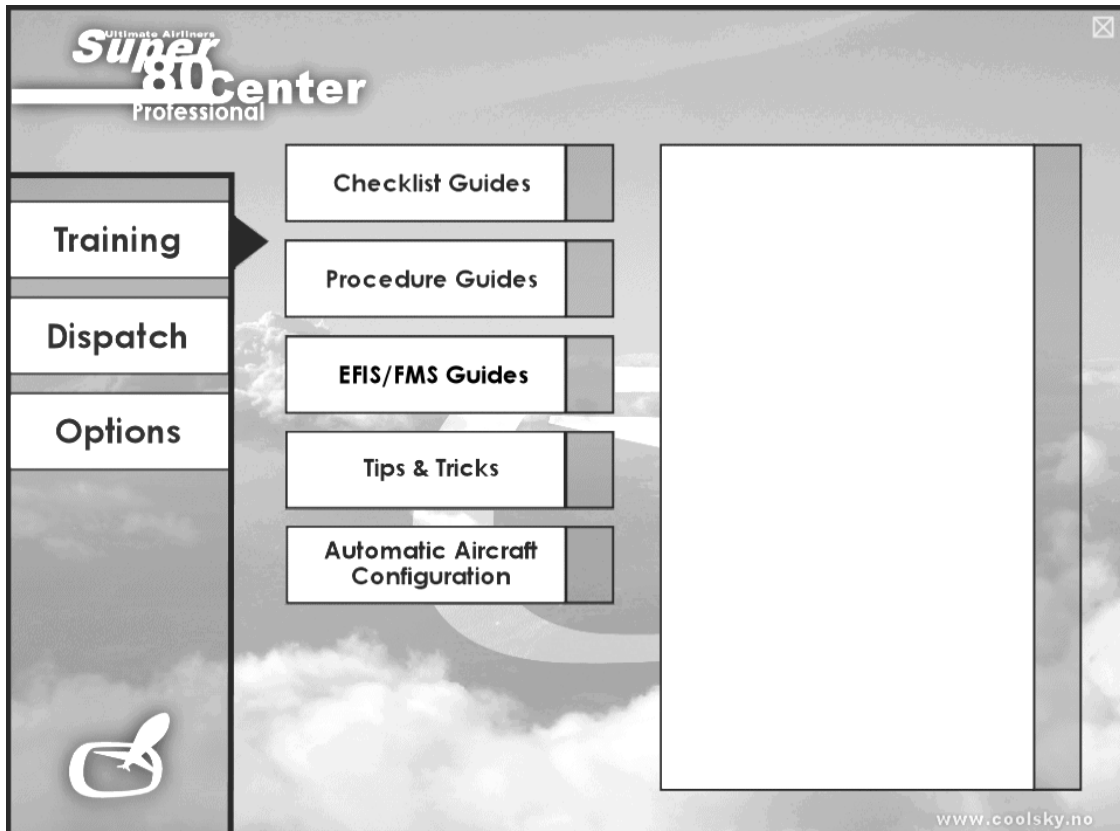 Ultimate Airliners
Super
80 Center
Professional
Training
Dispatch
Options
Checklist Guides
Procedure Guides
EFIS/FMS Guides
Tips & Tricks
Automatic Aircraft
Configuration
www.coolsky.no